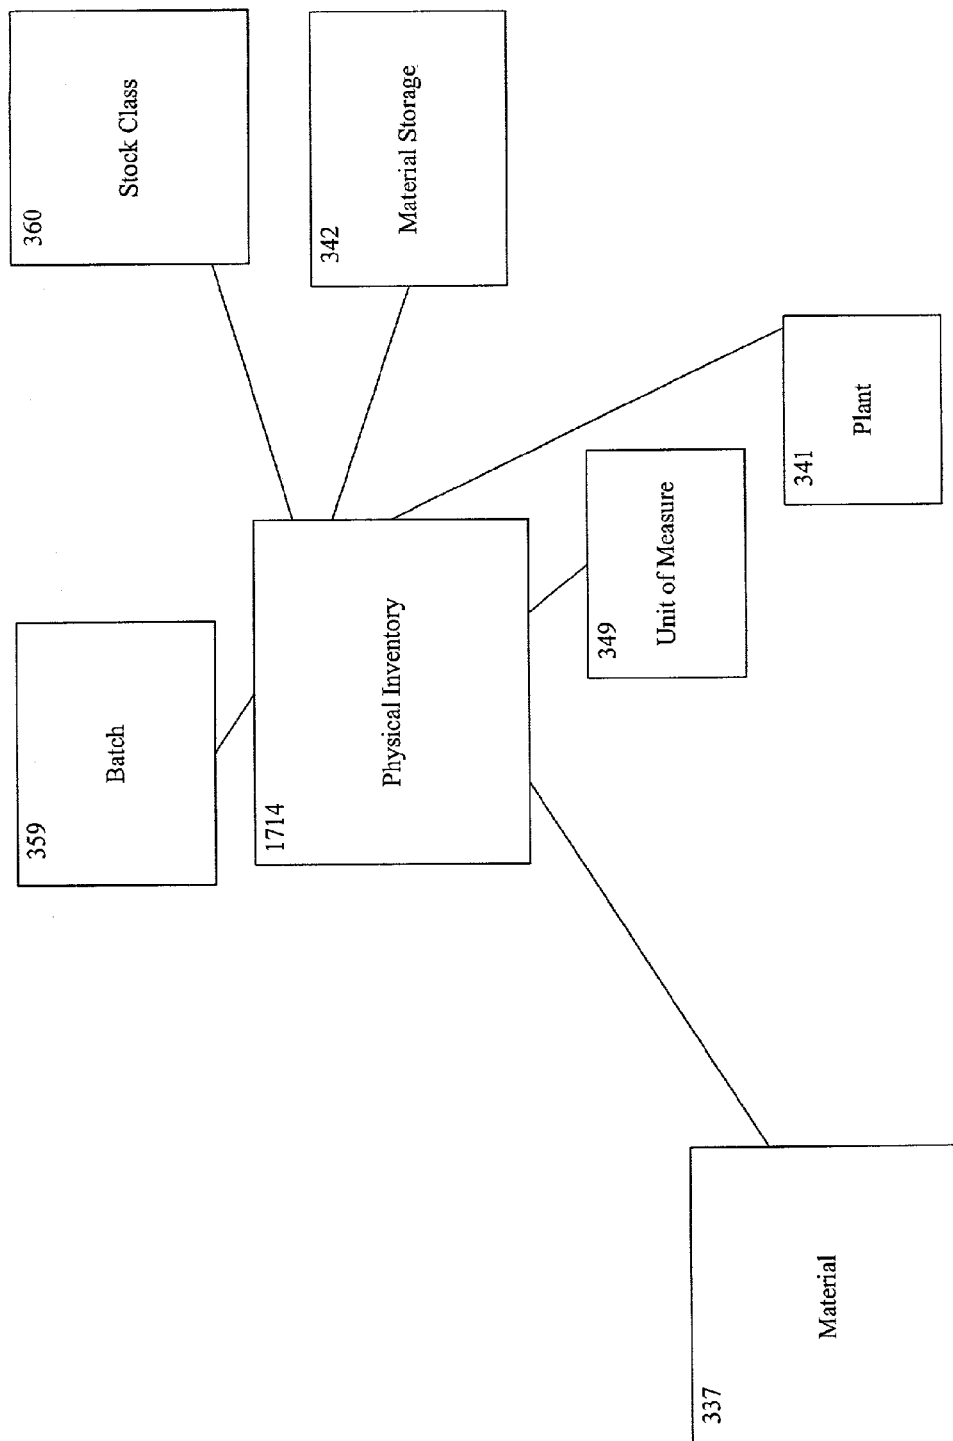 360
Stock Class
342
Material Storage
359
Batch
1714
Physical Inventory
349
Unit of Measure
341
Plant
337
Material